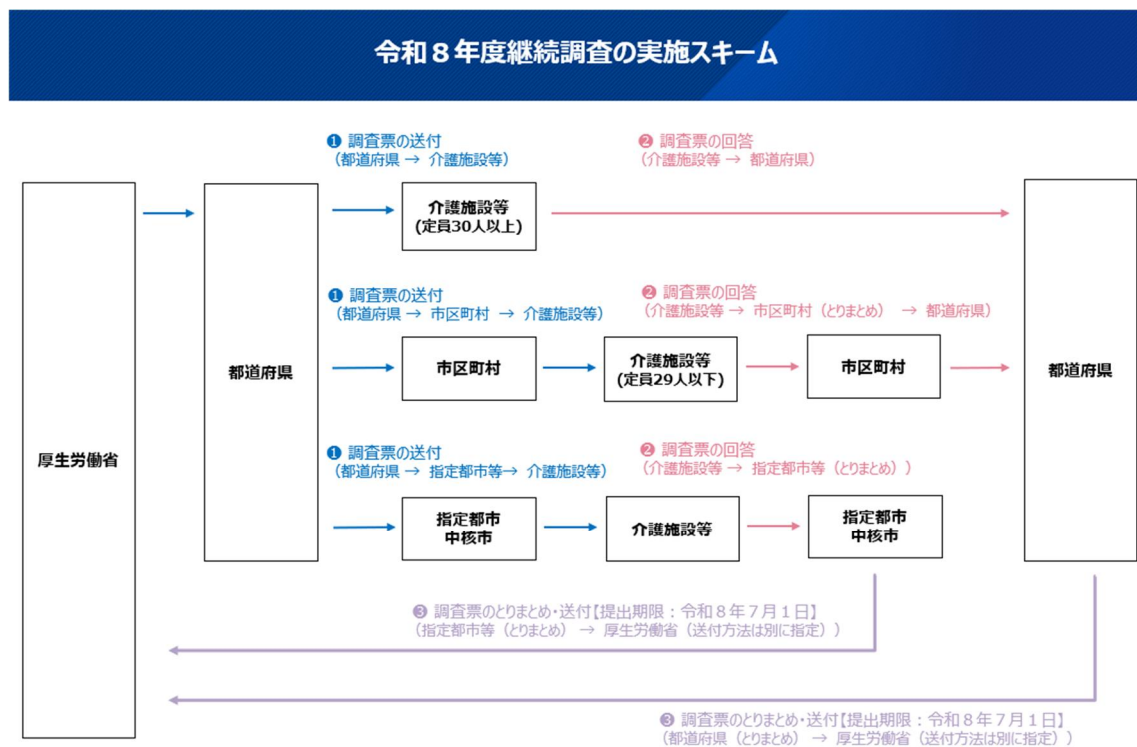 令和８年度継続調査の実施スキーム
❶ 調査票の送付
（都道府県 → 介護施設等）
❷ 調査票の回答
（介護施設等 → 都道府県）
介護施設等
(定員30人以上)
❶ 調査票の送付
（都道府県 → 市区町村 → 介護施設等）
❷ 調査票の回答
（介護施設等 → 市区町村（とりまとめ） → 都道府県）
厚生労働省
都道府県
市区町村
介護施設等
(定員29人以下)
市区町村
都道府県
❶ 調査票の送付
（都道府県 → 指定都市等→ 介護施設等）
❷ 調査票の回答
（介護施設等 → 指定都市等（とりまとめ））
指定都市
中核市
介護施設等
指定都市
中核市
❸ 調査票のとりまとめ・送付【提出期限：令和８年７月１日】
（指定都市等（とりまとめ） → 厚生労働省（送付方法は別に指定））
❸ 調査票のとりまとめ・送付【提出期限：令和８年７月１日】
（都道府県（とりまとめ） → 厚生労働省（送付方法は別に指定））